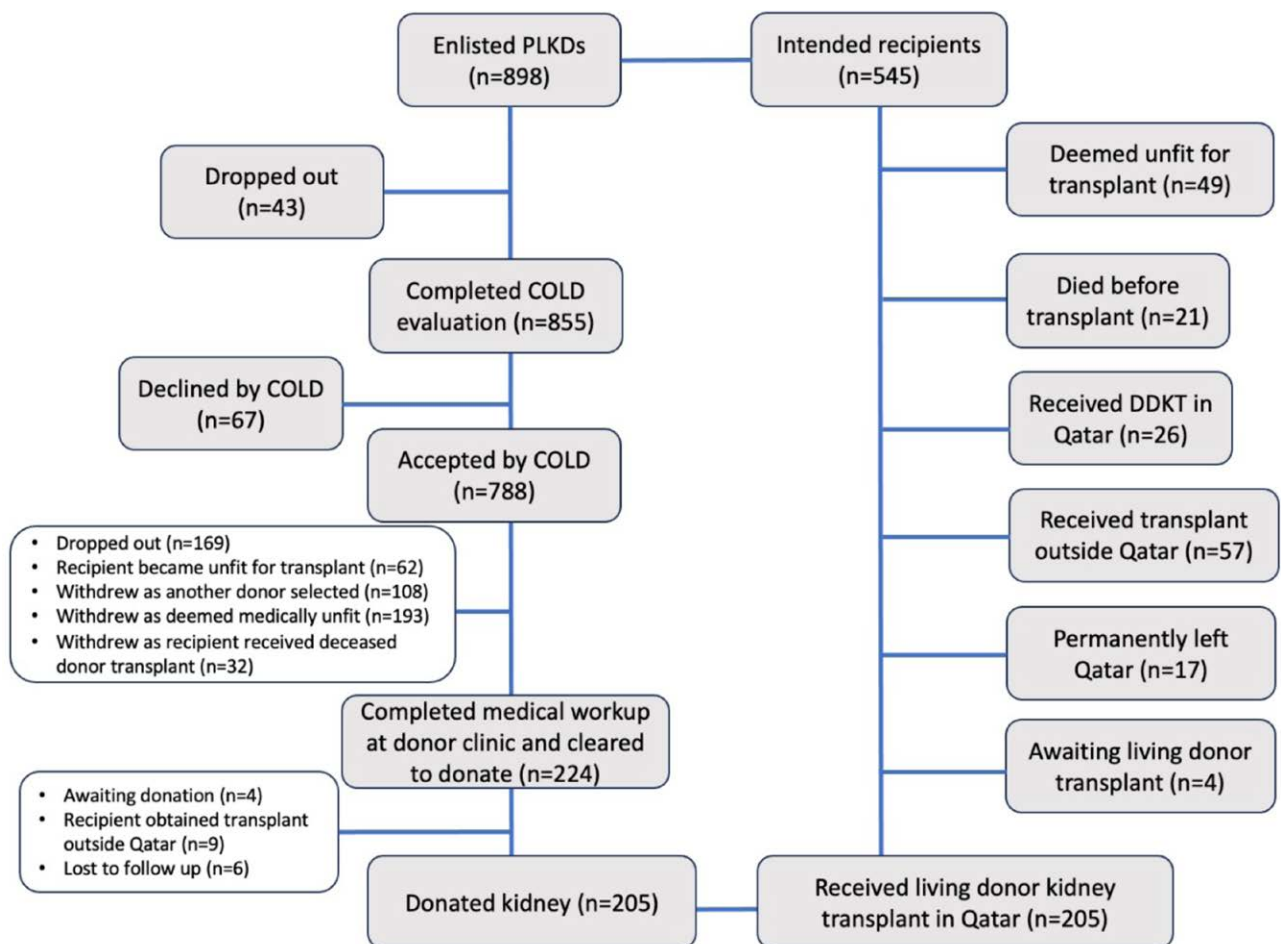 Enlisted PLKDs
(n=898)
Intended recipients
(n=545)
Dropped out
(n=43)
Deemed unfit for
transplant (n=49)
Completed COLD
evaluation (n=855)
Died before
transplant (n=21)
Declined by COLD
(n=67)
Received DDKT in
Qatar (n=26)
Accepted by COLD
(n=788)
Received transplant
outside Qatar (n=57)
• Dropped out (n=169)
• Recipient became unfit for transplant (n=62)
• Withdrew as another donor selected (n=108)
• Withdrew as deemed medically unfit (n=193)
• Withdrew as recipient received deceased
donor transplant (n=32)
Permanently left
Qatar (n=17)
Completed medical workup
at donor clinic and cleared
to donate (n=224)
Awaiting living donor
transplant (n=4)
• Awaiting donation (n=4)
• Recipient obtained transplant
outside Qatar (n=9)
• Lost to follow up (n=6)
Donated kidney (n=205)
Received living donor kidney
transplant in Qatar (n=205)